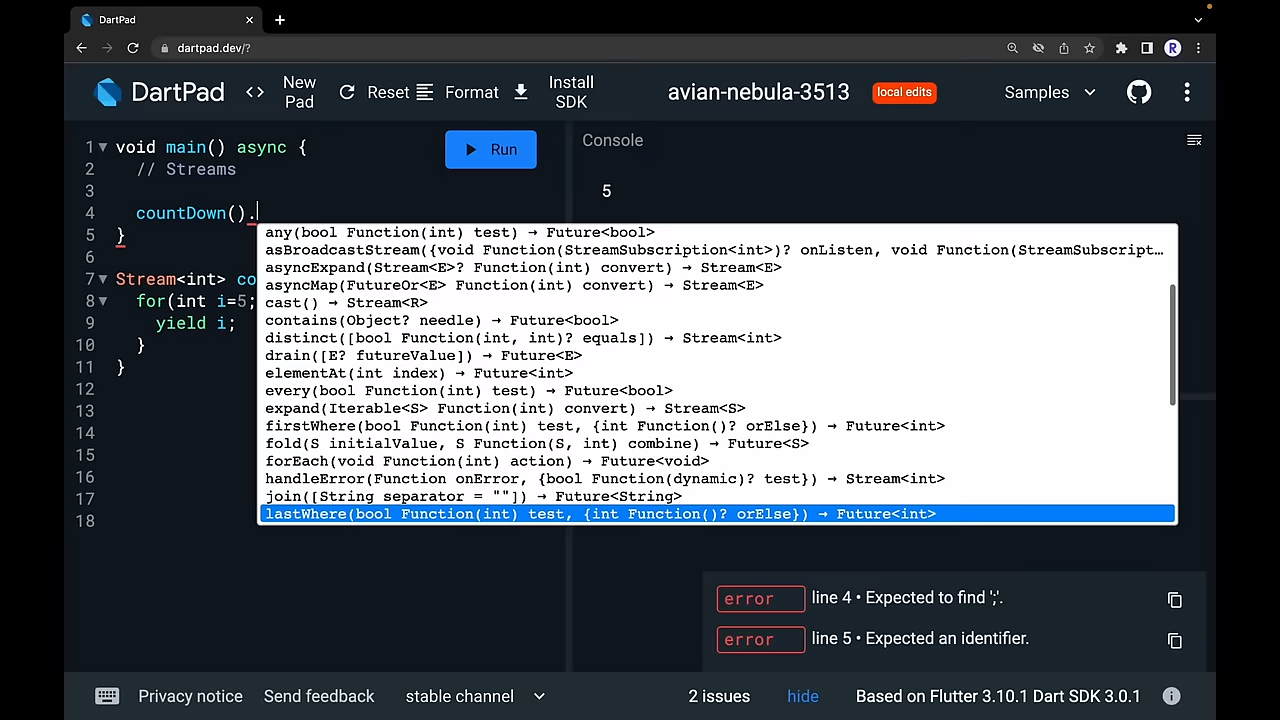 DartPad
dartpad.dev/?
R
DartPad
<> New Pad
Reset
Format
Install SDK
avian-nebula-3513
local edits
Samples
1 void main() async {
2 // Streams
3
4 countDown().
5 }
6
7 Stream<int> co
8 for(int i=5;
9 yield i;
10 }
11 }
12
13
14
15
16
17
18
Run
any(bool Function(int) test) → Future<bool>
asBroadcastStream({void Function(StreamSubscription<int>)? onListen, void Function(StreamSubscript…
asyncExpand(Stream<E>? Function(int) convert) → Stream<E>
asyncMap(FutureOr<E> Function(int) convert) → Stream<E>
cast() → Stream<R>
contains(Object? needle) → Future<bool>
distinct([bool Function(int, int)? equals]) → Stream<int>
drain([E? futureValue]) → Future<E>
elementAt(int index) → Future<int>
every(bool Function(int) test) → Future<bool>
expand(Iterable<S> Function(int) convert) → Stream<S>
firstWhere(bool Function(int) test, {int Function()? orElse}) → Future<int>
fold(S initialValue, S Function(S, int) combine) → Future<S>
forEach(void Function(int) action) → Future<void>
handleError(Function onError, {bool Function(dynamic)? test}) → Stream<int>
join([String separator = ""]) → Future<String>
lastWhere(bool Function(int) test, {int Function()? orElse}) → Future<int>
Console
5
error line 4 • Expected to find ';'.
error line 5 • Expected an identifier.
Privacy notice
Send feedback
stable channel
2 issues
hide
Based on Flutter 3.10.1 Dart SDK 3.0.1